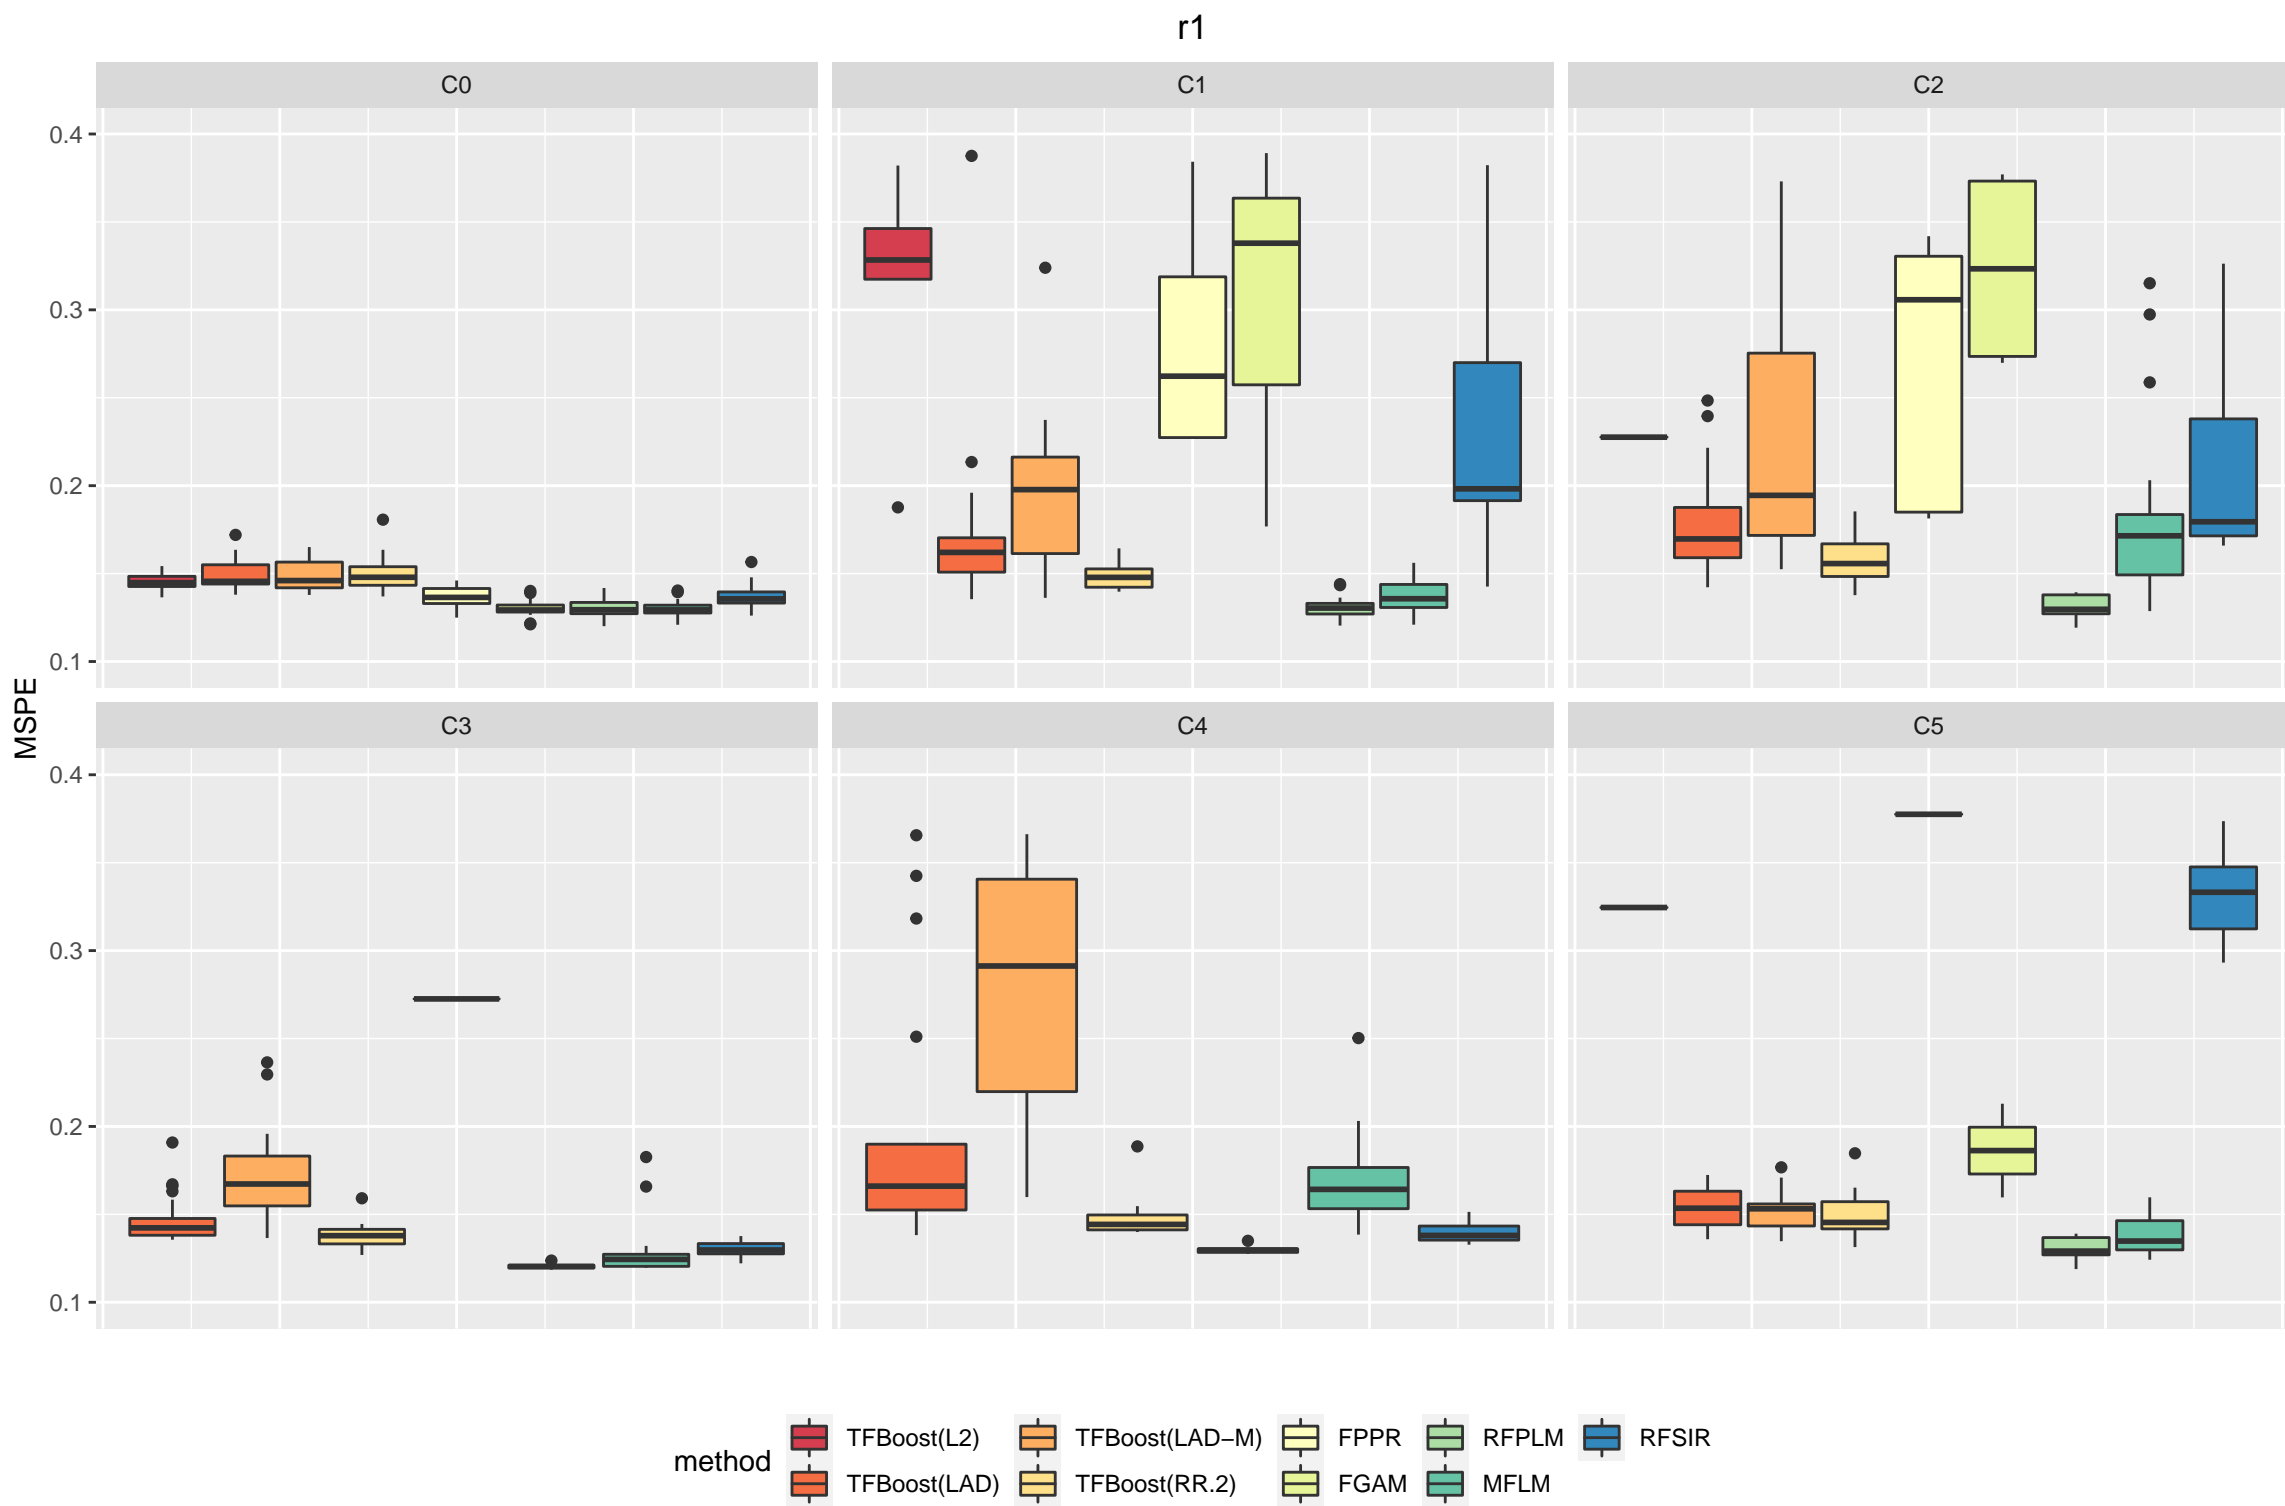 r1
C0 C1 C2
0.4
0.3
0.2
0.1
MSPE
C3 C4 C5
0.4
0.3
0.2
0.1
method
TFBoost(L2) TFBoost(LAD−M) FPPR RFPLM RFSIR
TFBoost(LAD) TFBoost(RR.2) FGAM MFLM